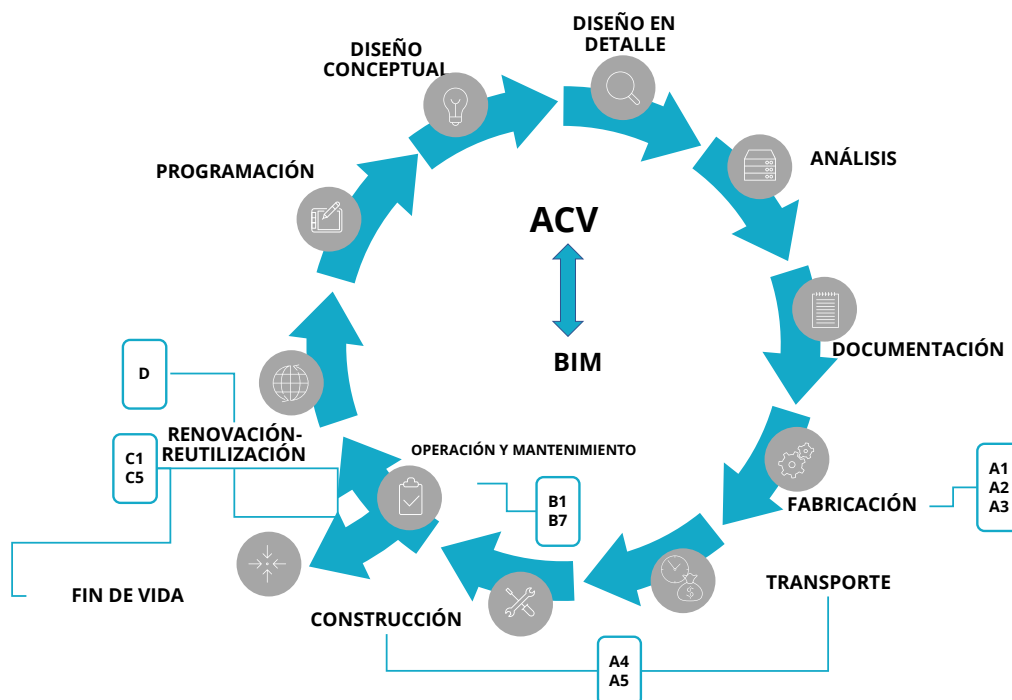 DISEÑO EN
DETALLE
DISEÑO
CONCEPTUAL
ANÁLISIS
PROGRAMACIÓN
ACV
BIM
DOCUMENTACIÓN
D
RENOVACIÓN-
REUTILIZACIÓN
OPERACIÓN Y MANTENIMIENTO
C1
C5
B1
B7
FABRICACIÓN
A1
A2
A3
TRANSPORTE
FIN DE VIDA
CONSTRUCCIÓN
A4
A5
$